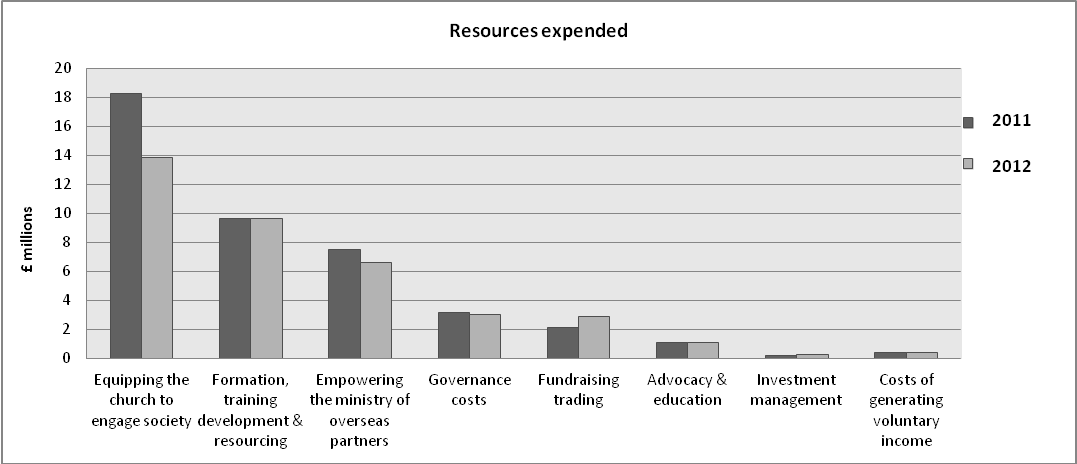 Resources expended
£ millions
20
18
16
14
12
10
8
6
4
2
0
2011
2012
Equipping the
church to
engage society
Formation,
training
development &
resourcing
Empowering
the ministry of
overseas
partners
Governance
costs
Fundraising
trading
Advocacy &
education
Investment
management
Costs of
generating
voluntary
income